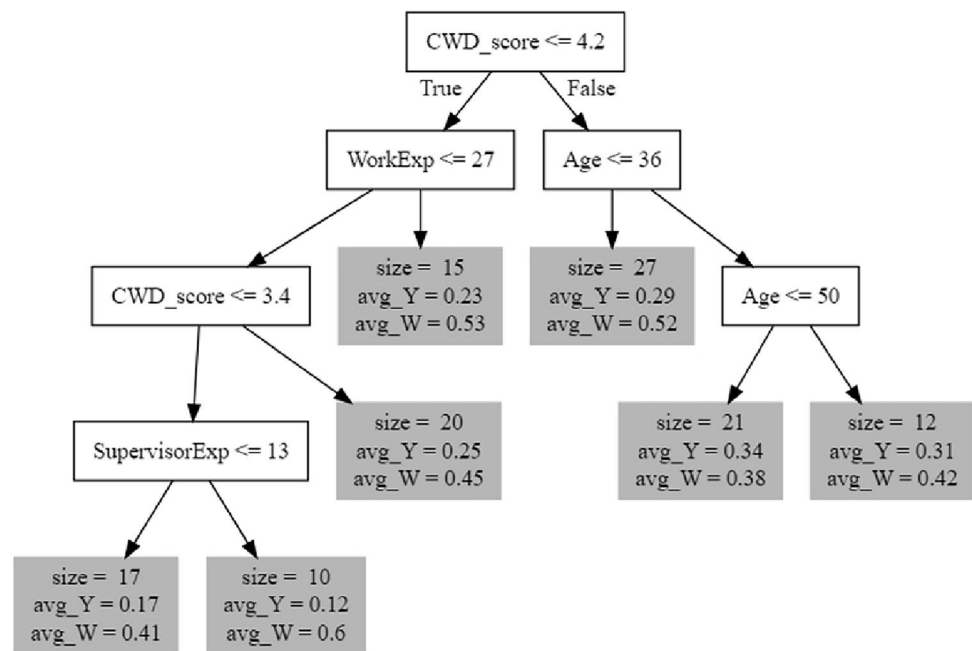 CWD_score <= 4.2
True
False
WorkExp <= 27
Age <= 36
CWD_score <= 3.4
size = 15
avg_Y = 0.23
avg_W = 0.53
size = 27
avg_Y = 0.29
avg_W = 0.52
Age <= 50
SupervisorExp <= 13
size = 20
avg_Y = 0.25
avg_W = 0.45
size = 21
avg_Y = 0.34
avg_W = 0.38
size = 12
avg_Y = 0.31
avg_W = 0.42
size = 17
avg_Y = 0.17
avg_W = 0.41
size = 10
avg_Y = 0.12
avg_W = 0.6